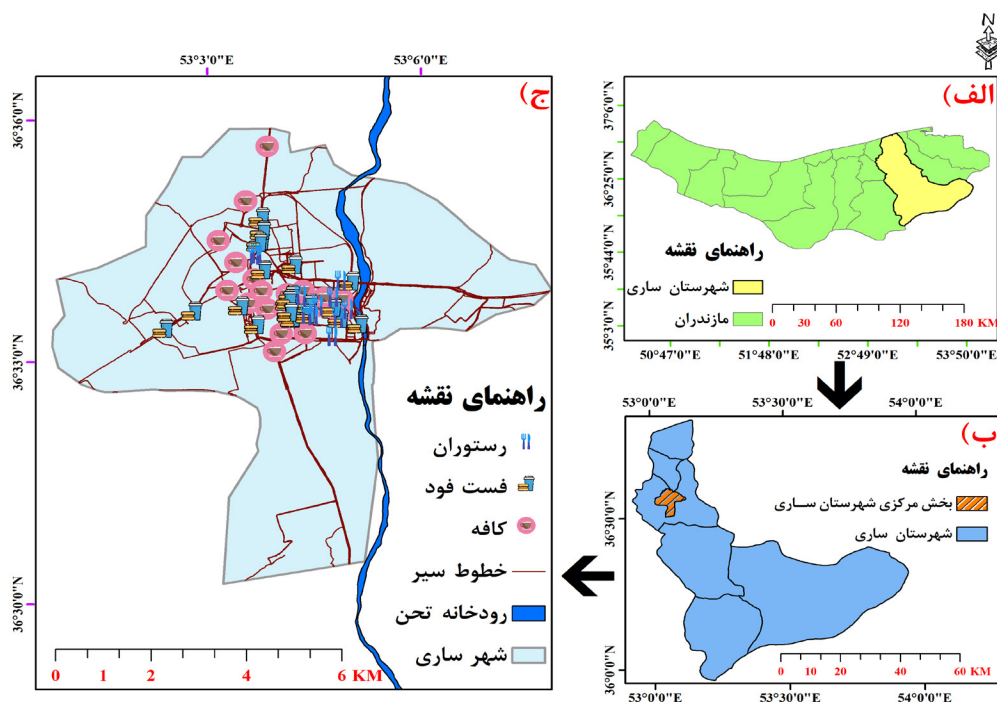 N
الف)
37°6'0"N
36°25'0"N
35°44'0"N
35°3'0"N
راهنمای نقشه
شهرستان ساری
مازندران
0 30 60 120 180 KM
50°47'0"E 51°48'0"E 52°49'0"E 53°50'0"E
53°0'0"E 53°30'0"E 54°0'0"E
ب)
راهنمای نقشه
بخش مرکزی شهرستان ساری
شهرستان ساری
36°30'0"N
36°0'0"N
0 10 20 40 60 KM
53°0'0"E 53°30'0"E 54°0'0"E
53°3'0"E 53°6'0"E
ج)
36°36'0"N
36°33'0"N
36°30'0"N
راهنمای نقشه
رستوران
فست فود
کافه
خطوط سیر
رودخانه تجن
شهر ساری
0 2 4 6 KM